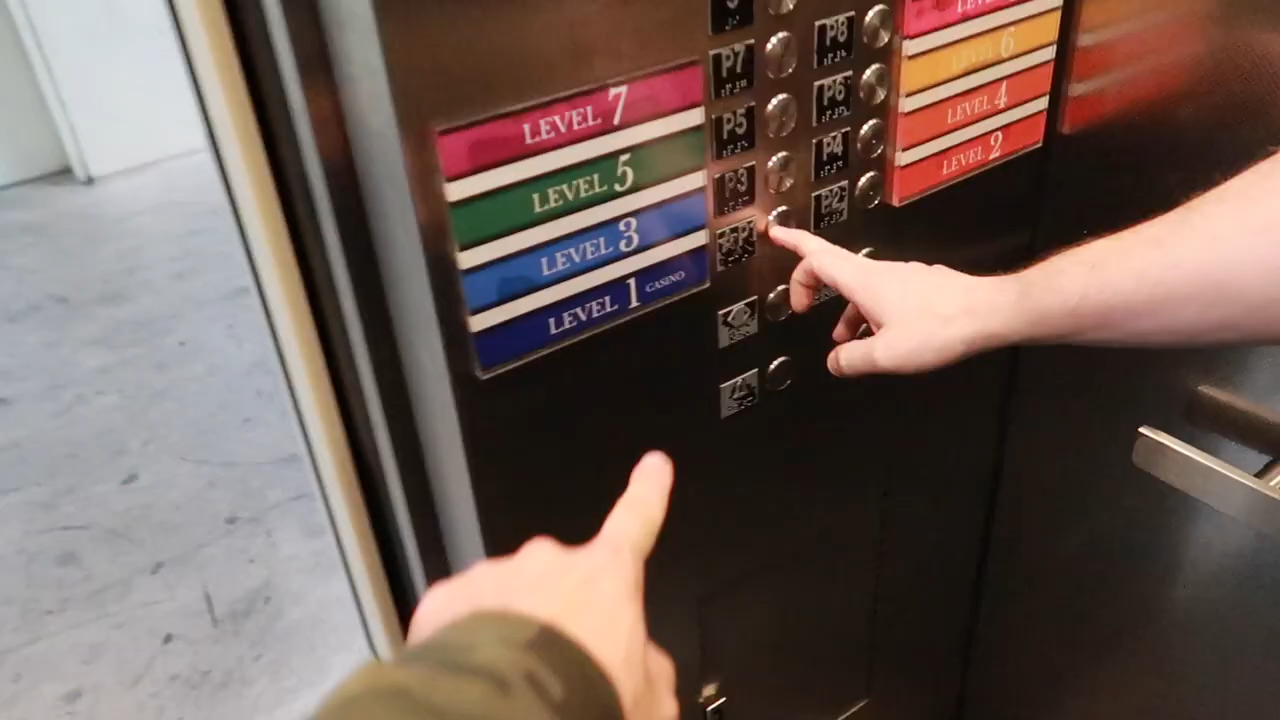 LEVEL 7
LEVEL 5
LEVEL 3
LEVEL 1 CASINO
P7
P5
P3
P8
P6
P4
P2
LEVEL 6
LEVEL 4
LEVEL 2